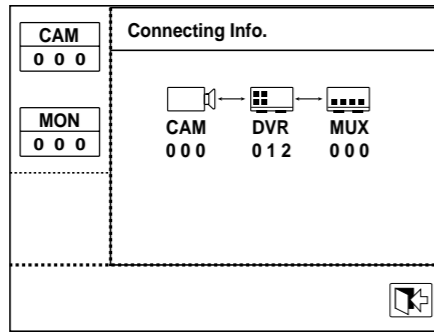 CAM
0 0 0
MON
0 0 0
Connecting Info.
CAM DVR MUX
0 0 0 0 1 2 0 0 0